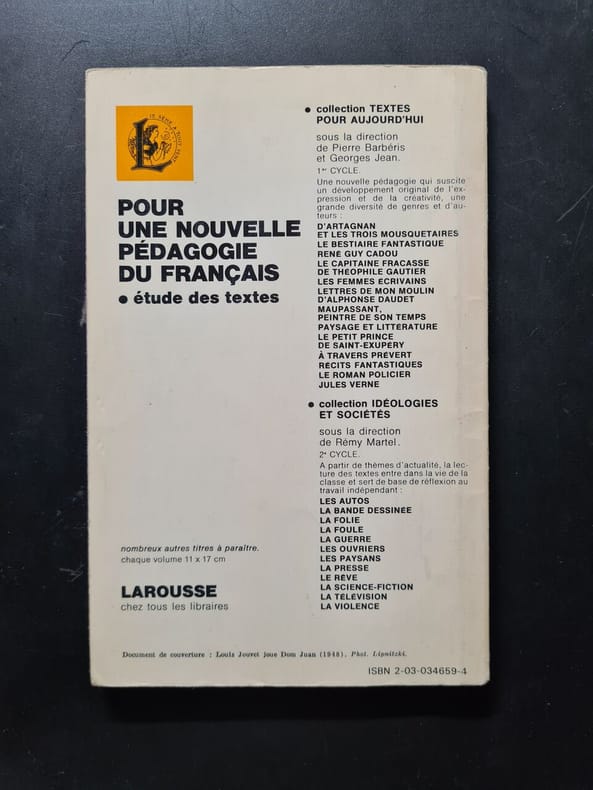 JE SÈME A TOUT VENT
L
POUR
UNE NOUVELLE
PÉDAGOGIE
DU FRANÇAIS
• étude des textes
nombreux autres titres à paraître.
chaque volume 11 x 17 cm
LAROUSSE
chez tous les libraires
• collection TEXTES
POUR AUJOURD'HUI
sous la direction
de Pierre Barbéris
et Georges Jean.
1er CYCLE.
Une nouvelle pédagogie qui suscite
un développement original de l'ex-
pression et de la créativité, une
grande diversité de genres et d'au-
teurs :
D'ARTAGNAN
ET LES TROIS MOUSQUETAIRES
LE BESTIAIRE FANTASTIQUE
RENÉ GUY CADOU
LE CAPITAINE FRACASSE
DE THÉOPHILE GAUTIER
LES FEMMES ÉCRIVAINS
LETTRES DE MON MOULIN
D'ALPHONSE DAUDET
MAUPASSANT,
PEINTRE DE SON TEMPS
PAYSAGE ET LITTÉRATURE
LE PETIT PRINCE
DE SAINT-EXUPÉRY
À TRAVERS PRÉVERT
RÉCITS FANTASTIQUES
LE ROMAN POLICIER
JULES VERNE
• collection IDÉOLOGIES
ET SOCIÉTÉS
sous la direction
de Rémy Martel.
2e CYCLE.
A partir de thèmes d'actualité, la lec-
ture des textes entre dans la vie de la
classe et sert de base de réflexion au
travail indépendant :
LES AUTOS
LA BANDE DESSINÉE
LA FOLIE
LA FOULE
LA GUERRE
LES OUVRIERS
LES PAYSANS
LA PRESSE
LE RÊVE
LA SCIENCE-FICTION
LA TÉLÉVISION
LA VIOLENCE
Document de couverture : Louis Jouvet joue Dom Juan (1948). Phot. Lipnitzki.
ISBN 2-03-034659-4